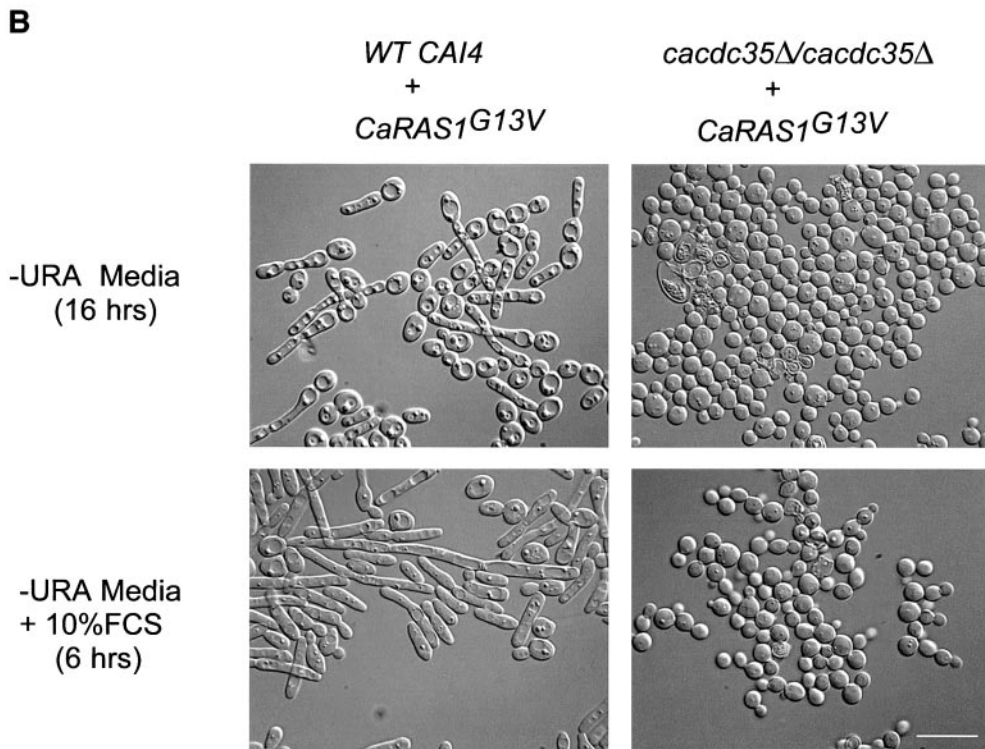 B
WT CAI4
+
CaRAS1G13V
cacdc35Δ/cacdc35Δ
+
CaRAS1G13V
-URA Media
(16 hrs)
-URA Media
+ 10%FCS
(6 hrs)